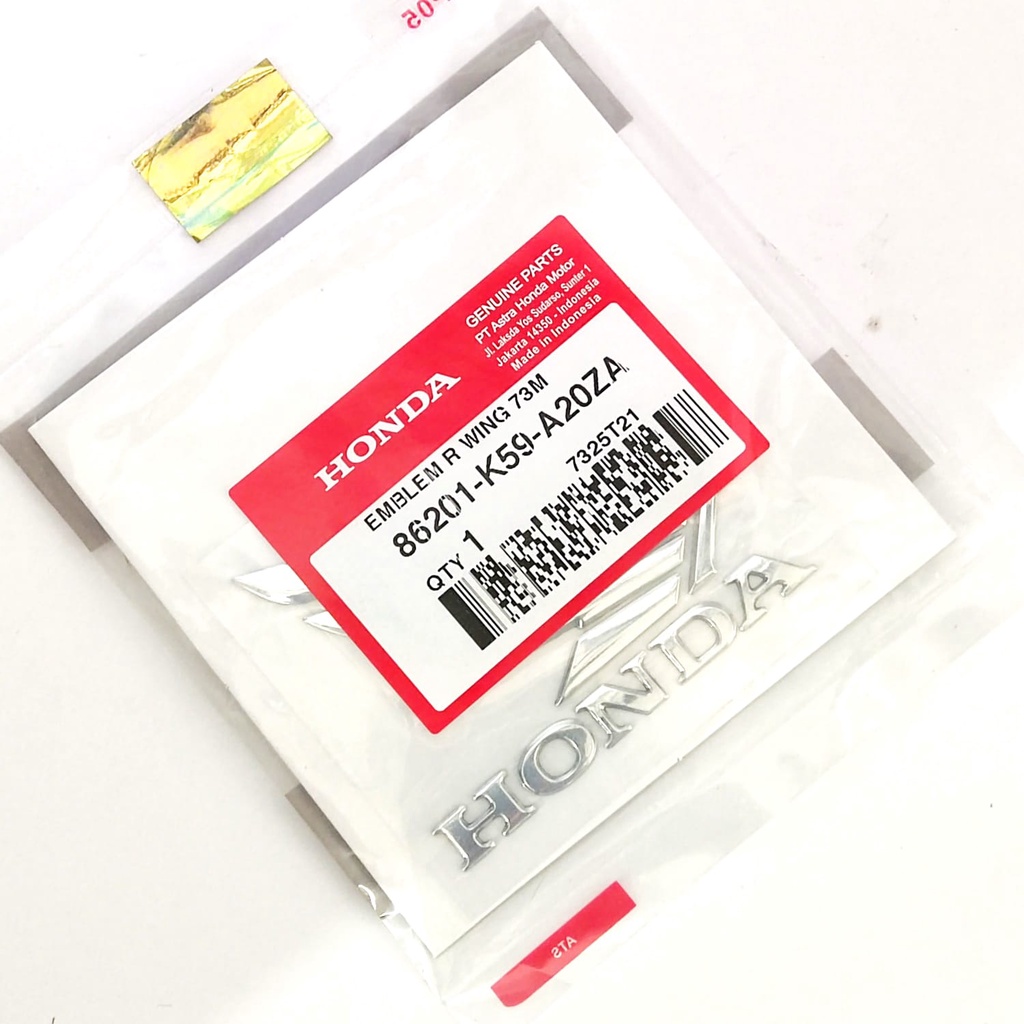 GENUINE PARTS
PT Astra Honda Motor
Jl. Laksda Yos Sudarso, Sunter 1
Jakarta 14350 - Indonesia
Made in Indonesia
HONDA
EMBLEM R WING 73M
86201-K59-A20ZA
7325T21
QTY 1
HONDA
ATS